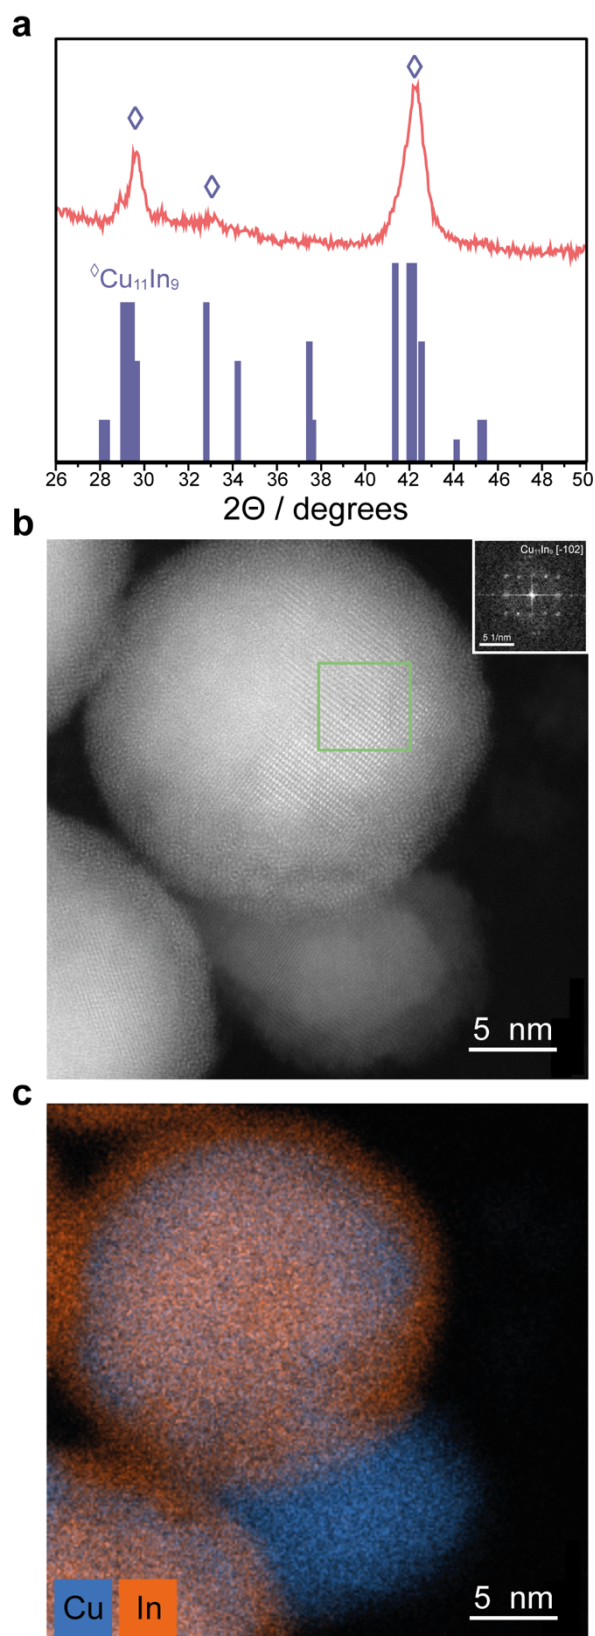 a
◊Cu₁₁In₉
26 28 30 32 34 36 38 40 42 44 46 48 50
2Θ / degrees
b
Cu₁₁In₉ [-102]
5 1/nm
5 nm
c
Cu In
5 nm